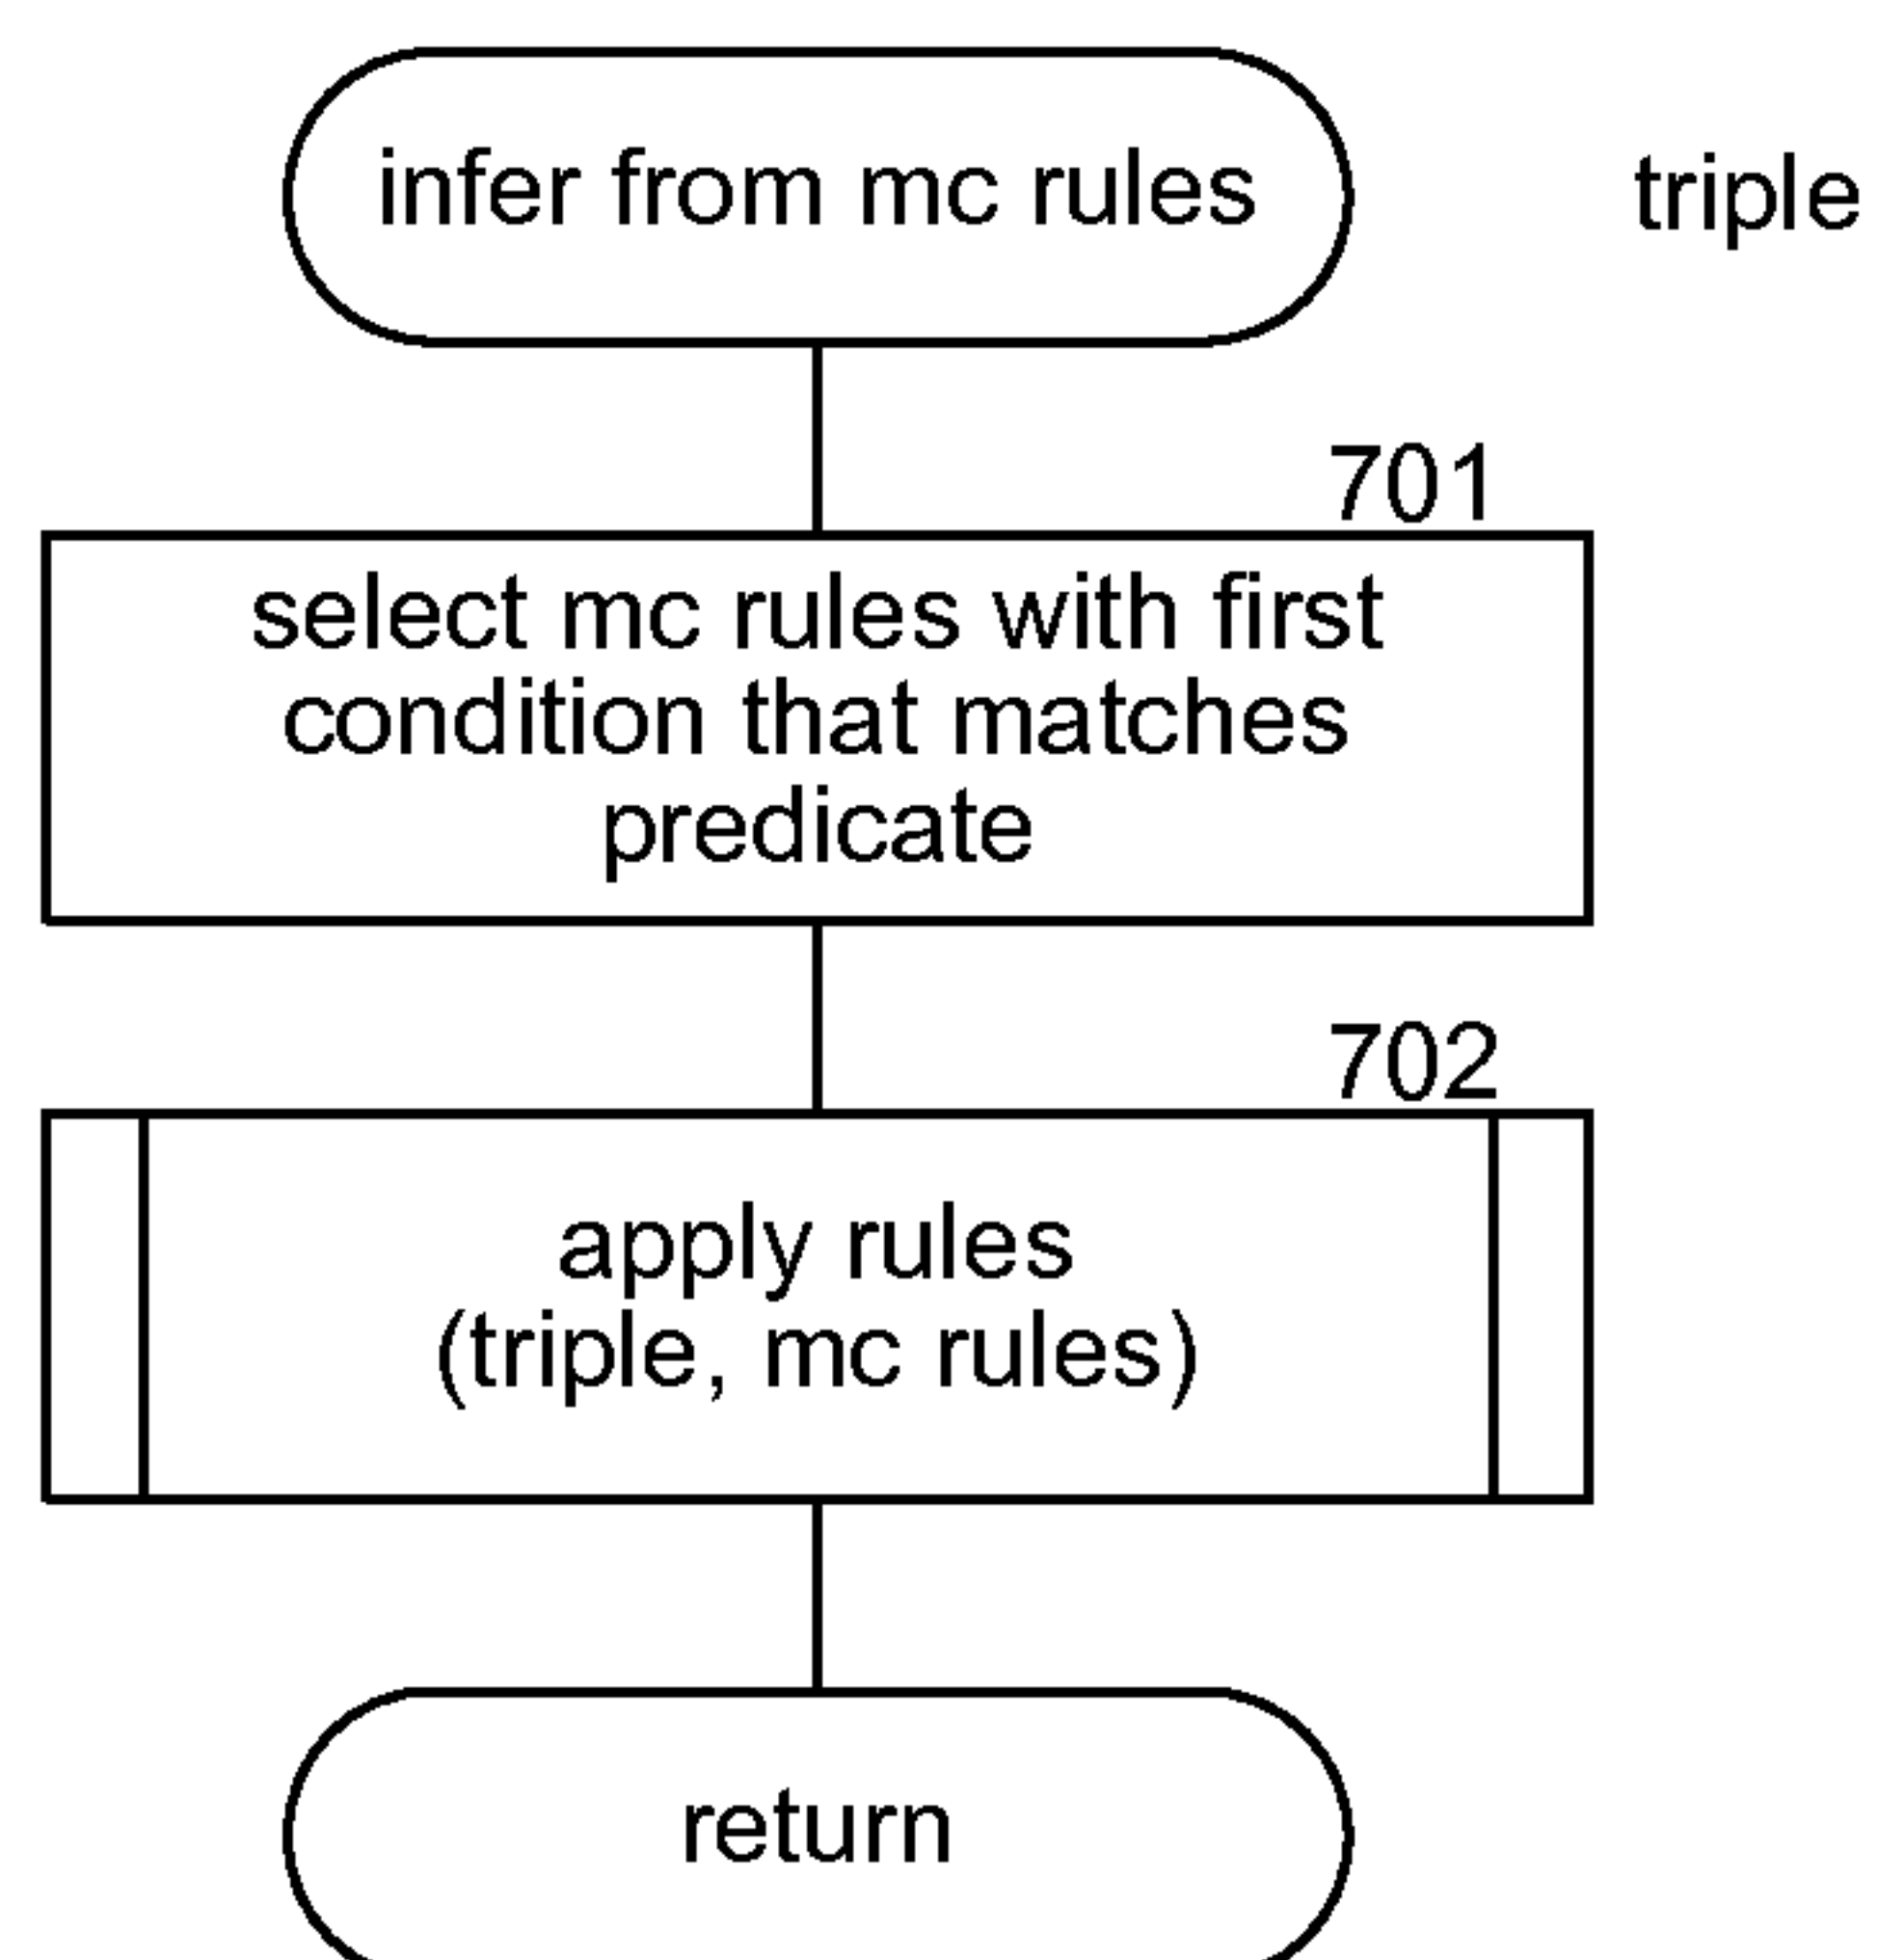 infer from mc rules
triple
701
select mc rules with first
condition that matches
predicate
702
apply rules
(triple, mc rules)
return